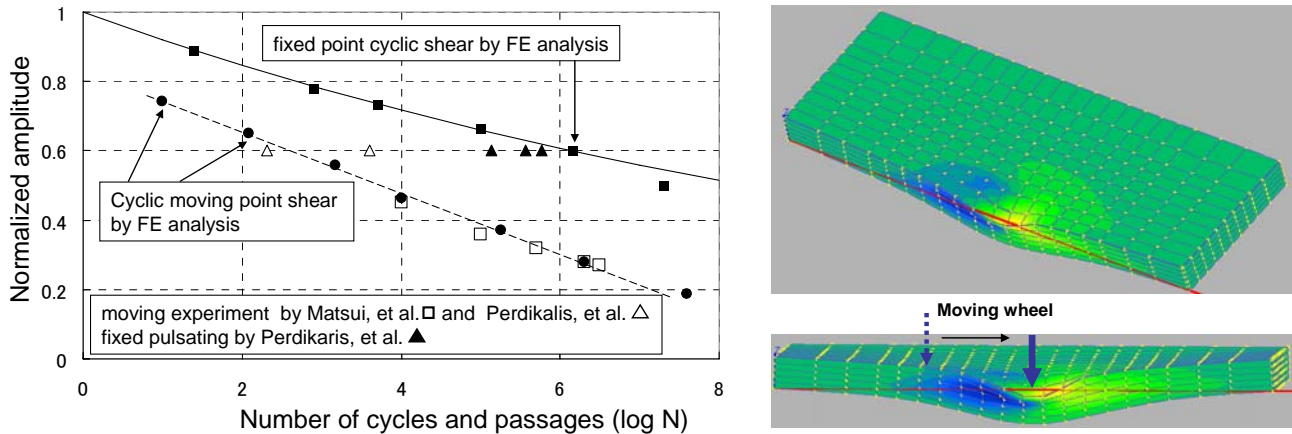 Normalized amplitude
1
0.8
0.6
0.4
0.2
0
0
2
4
6
8
Number of cycles and passages (log N)
fixed point cyclic shear by FE analysis
Cyclic moving point shear
by FE analysis
moving experiment by Matsui, et al. □ and Perdikalis, et al. △
fixed pulsating by Perdikaris, et al. ▲
Moving wheel